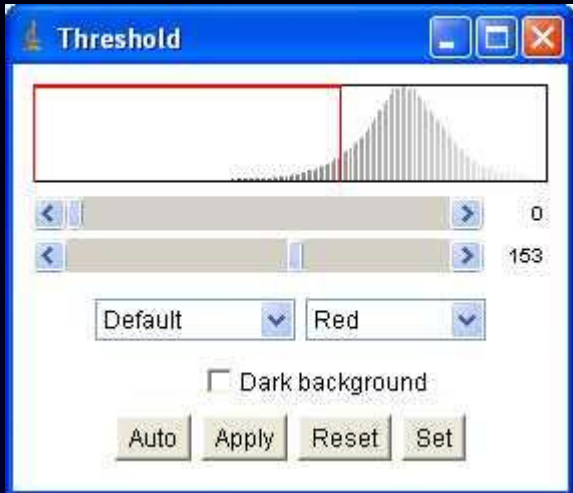 Threshold
0
153
Default Red
Dark background
Auto Apply Reset Set